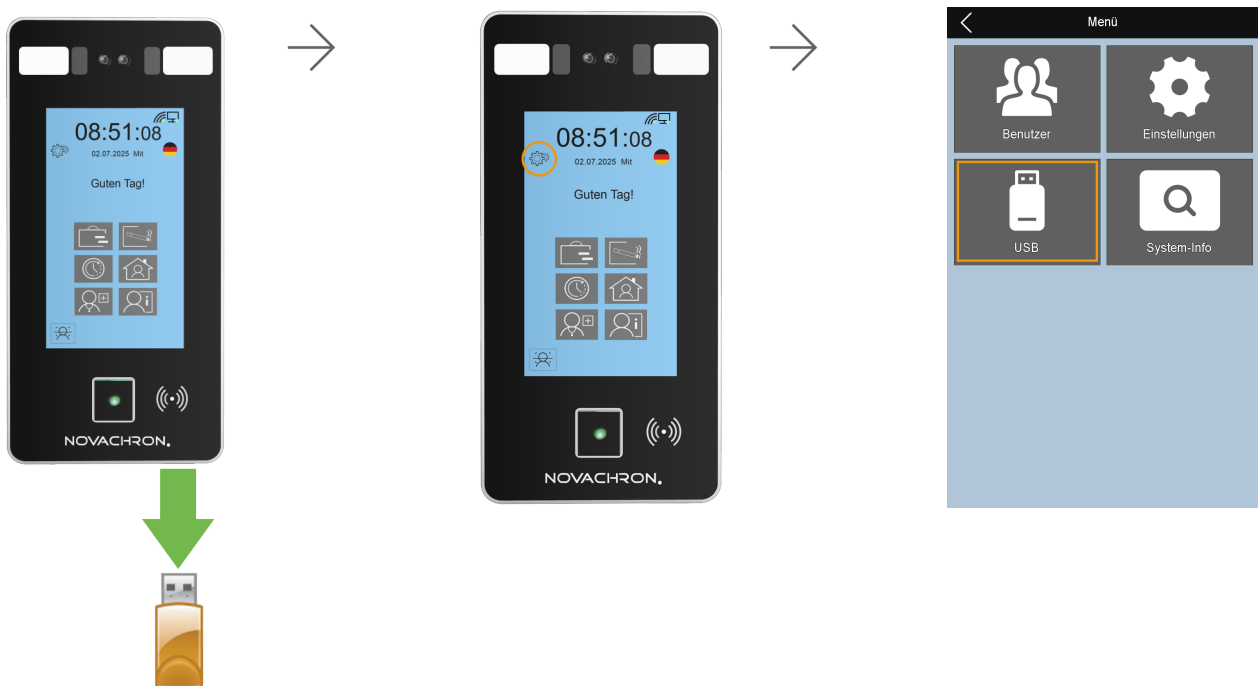 08:51:08
02.07.2025 Mit
Guten Tag!
NOVACHRON.
08:51:08
02.07.2025 Mit
Guten Tag!
NOVACHRON.
Menü
Benutzer
Einstellungen
USB
System-Info